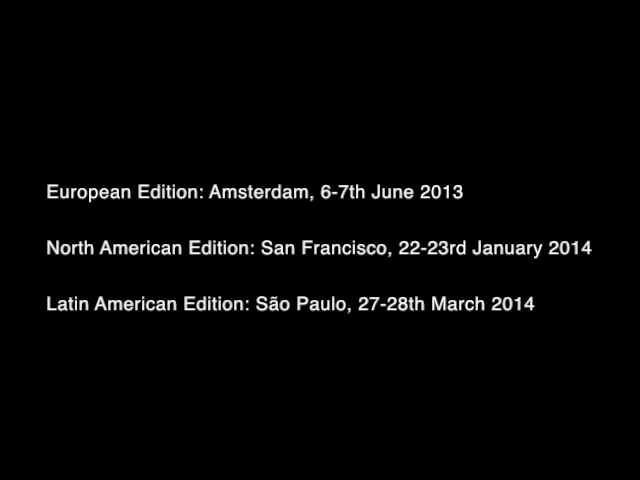 European Edition: Amsterdam, 6-7th June 2013
North American Edition: San Francisco, 22-23rd January 2014
Latin American Edition: São Paulo, 27-28th March 2014